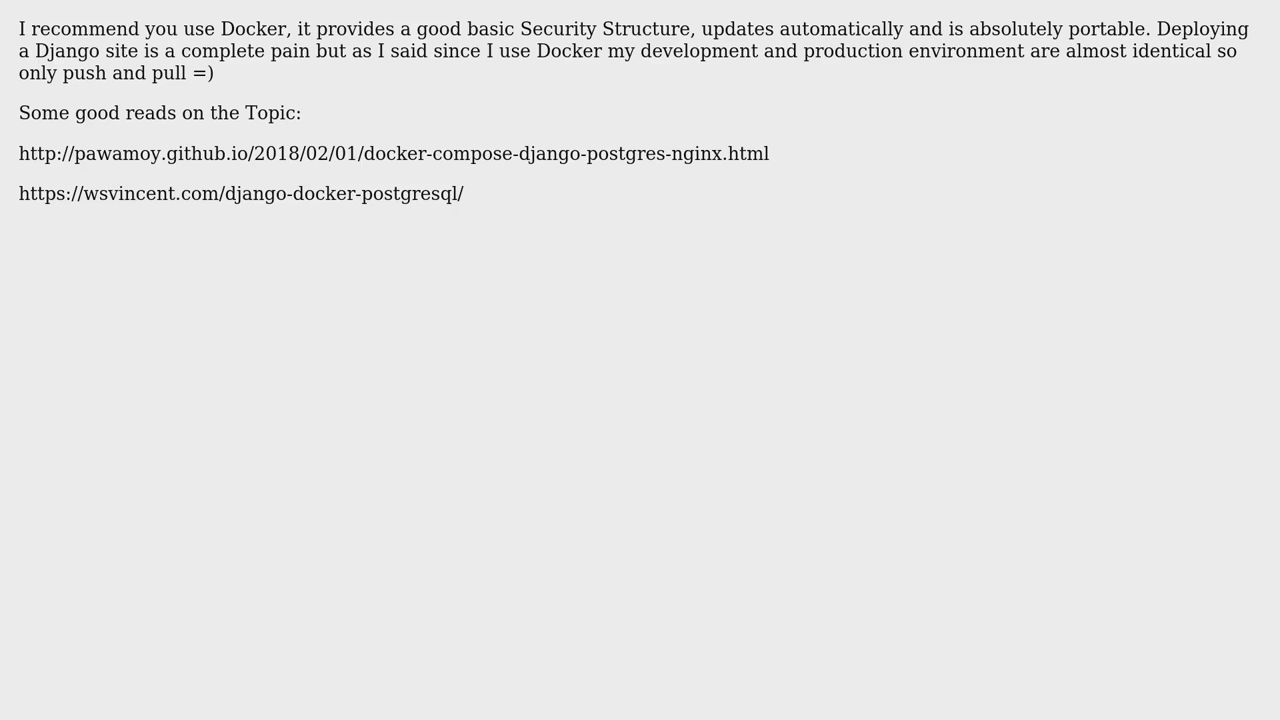 I recommend you use Docker, it provides a good basic Security Structure, updates automatically and is absolutely portable. Deploying
a Django site is a complete pain but as I said since I use Docker my development and production environment are almost identical so
only push and pull =)
Some good reads on the Topic:
http://pawamoy.github.io/2018/02/01/docker-compose-django-postgres-nginx.html
https://wsvincent.com/django-docker-postgresql/